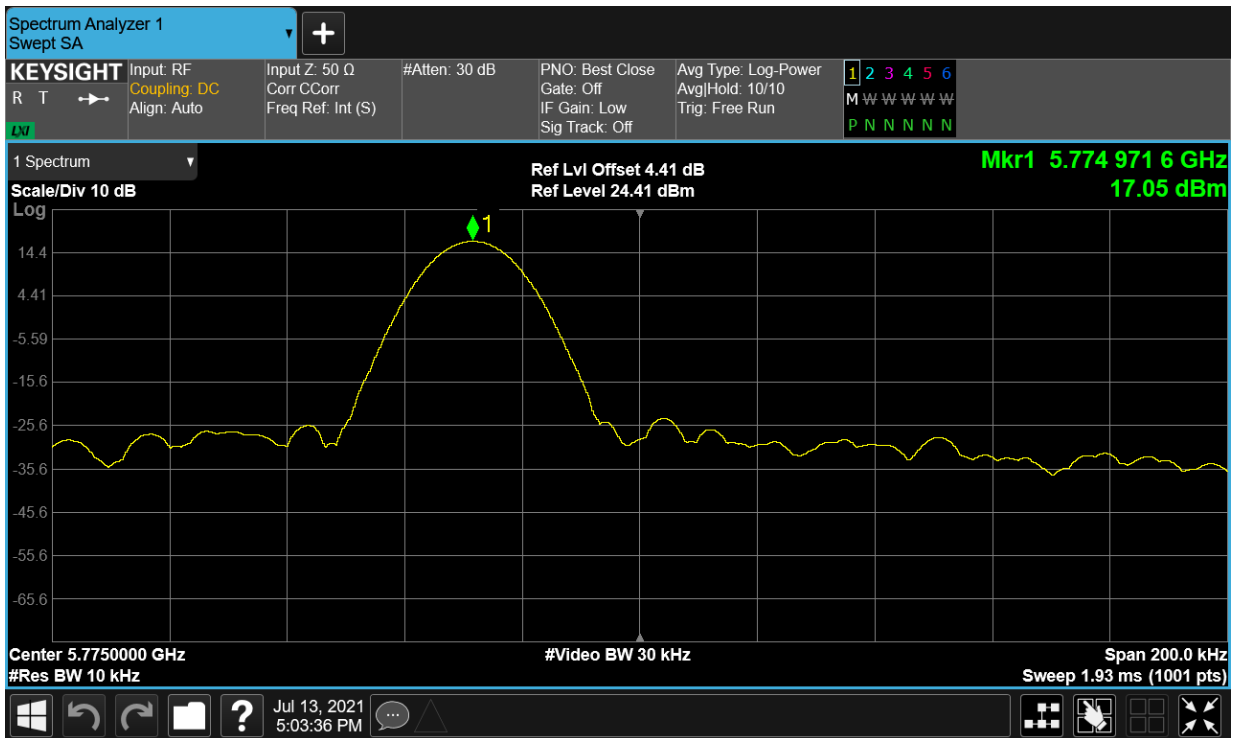 Spectrum Analyzer 1
Swept SA
KEYSIGHT
R T
LXI
Input: RF
Coupling: DC
Align: Auto
Input Z: 50 Ω
Corr CCorr
Freq Ref: Int (S)
#Atten: 30 dB
PNO: Best Close
Gate: Off
IF Gain: Low
Sig Track: Off
Avg Type: Log-Power
Avg|Hold: 10/10
Trig: Free Run
1 2 3 4 5 6
M W W W W W
P N N N N N
1 Spectrum
Scale/Div 10 dB
Log
Ref Lvl Offset 4.41 dB
Ref Level 24.41 dBm
Mkr1 5.774 971 6 GHz
17.05 dBm
1
14.4
4.41
-5.59
-15.6
-25.6
-35.6
-45.6
-55.6
-65.6
Center 5.7750000 GHz
#Res BW 10 kHz
#Video BW 30 kHz
Span 200.0 kHz
Sweep 1.93 ms (1001 pts)
?
Jul 13, 2021
5:03:36 PM